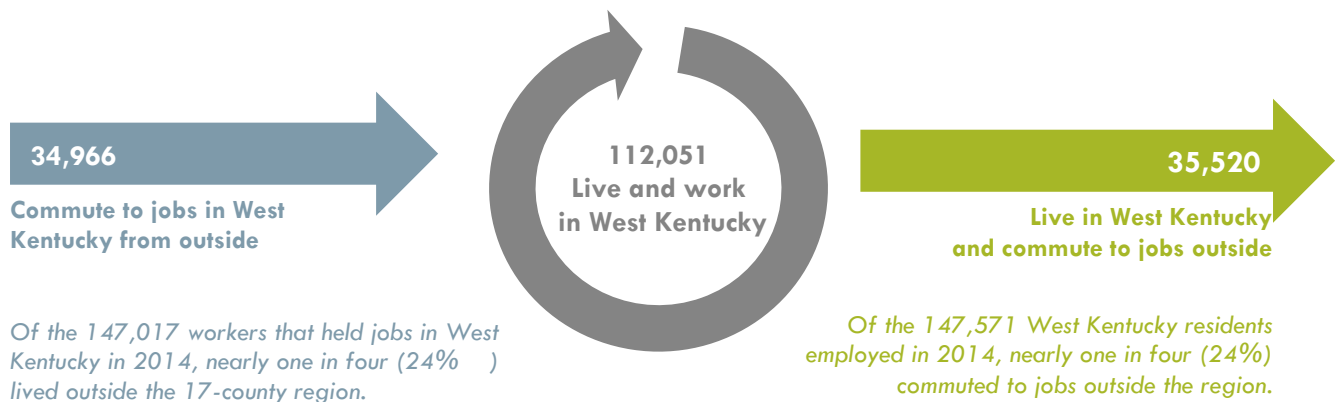 34,966
Commute to jobs in West
Kentucky from outside
Of the 147,017 workers that held jobs in West
Kentucky in 2014, nearly one in four (24% )
lived outside the 17-county region.
112,051
Live and work
in West Kentucky
35,520
Live in West Kentucky
and commute to jobs outside
Of the 147,571 West Kentucky residents
employed in 2014, nearly one in four (24%)
commuted to jobs outside the region.